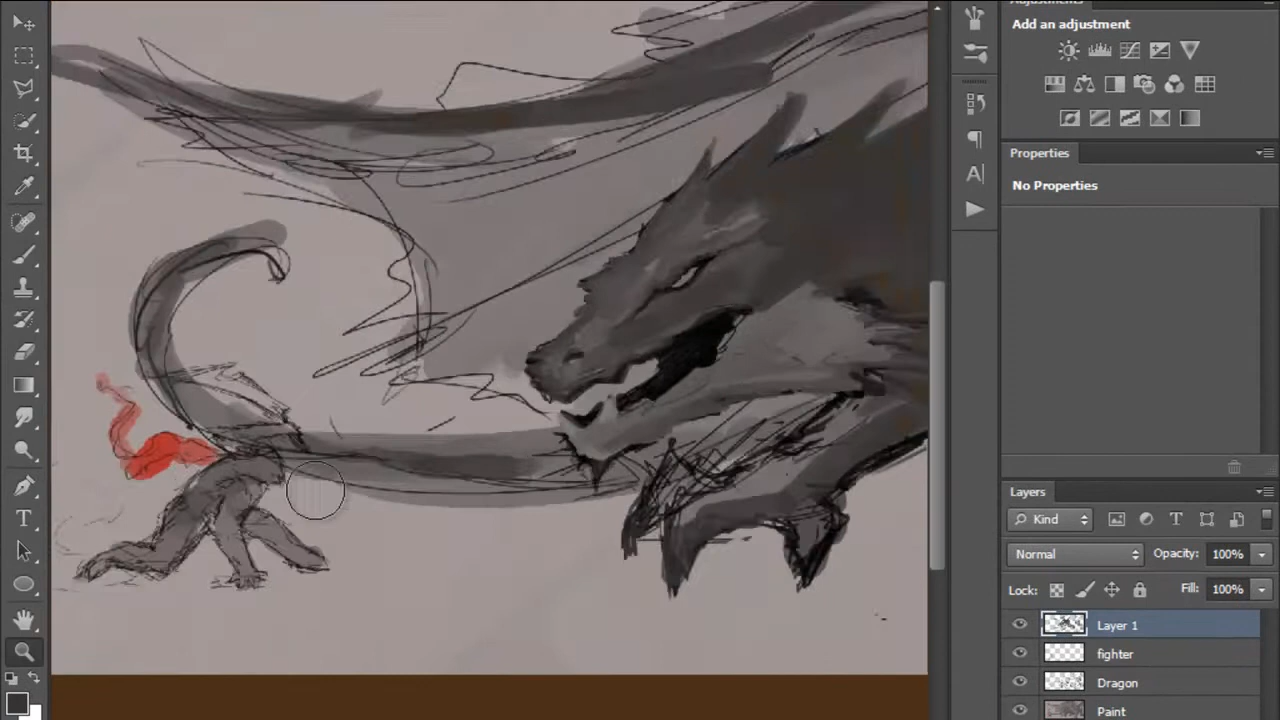 Adjustments
Add an adjustment
Properties
No Properties
Layers
Kind
Normal
Opacity: 100%
Lock:
Fill: 100%
Layer 1
fighter
Dragon
Paint